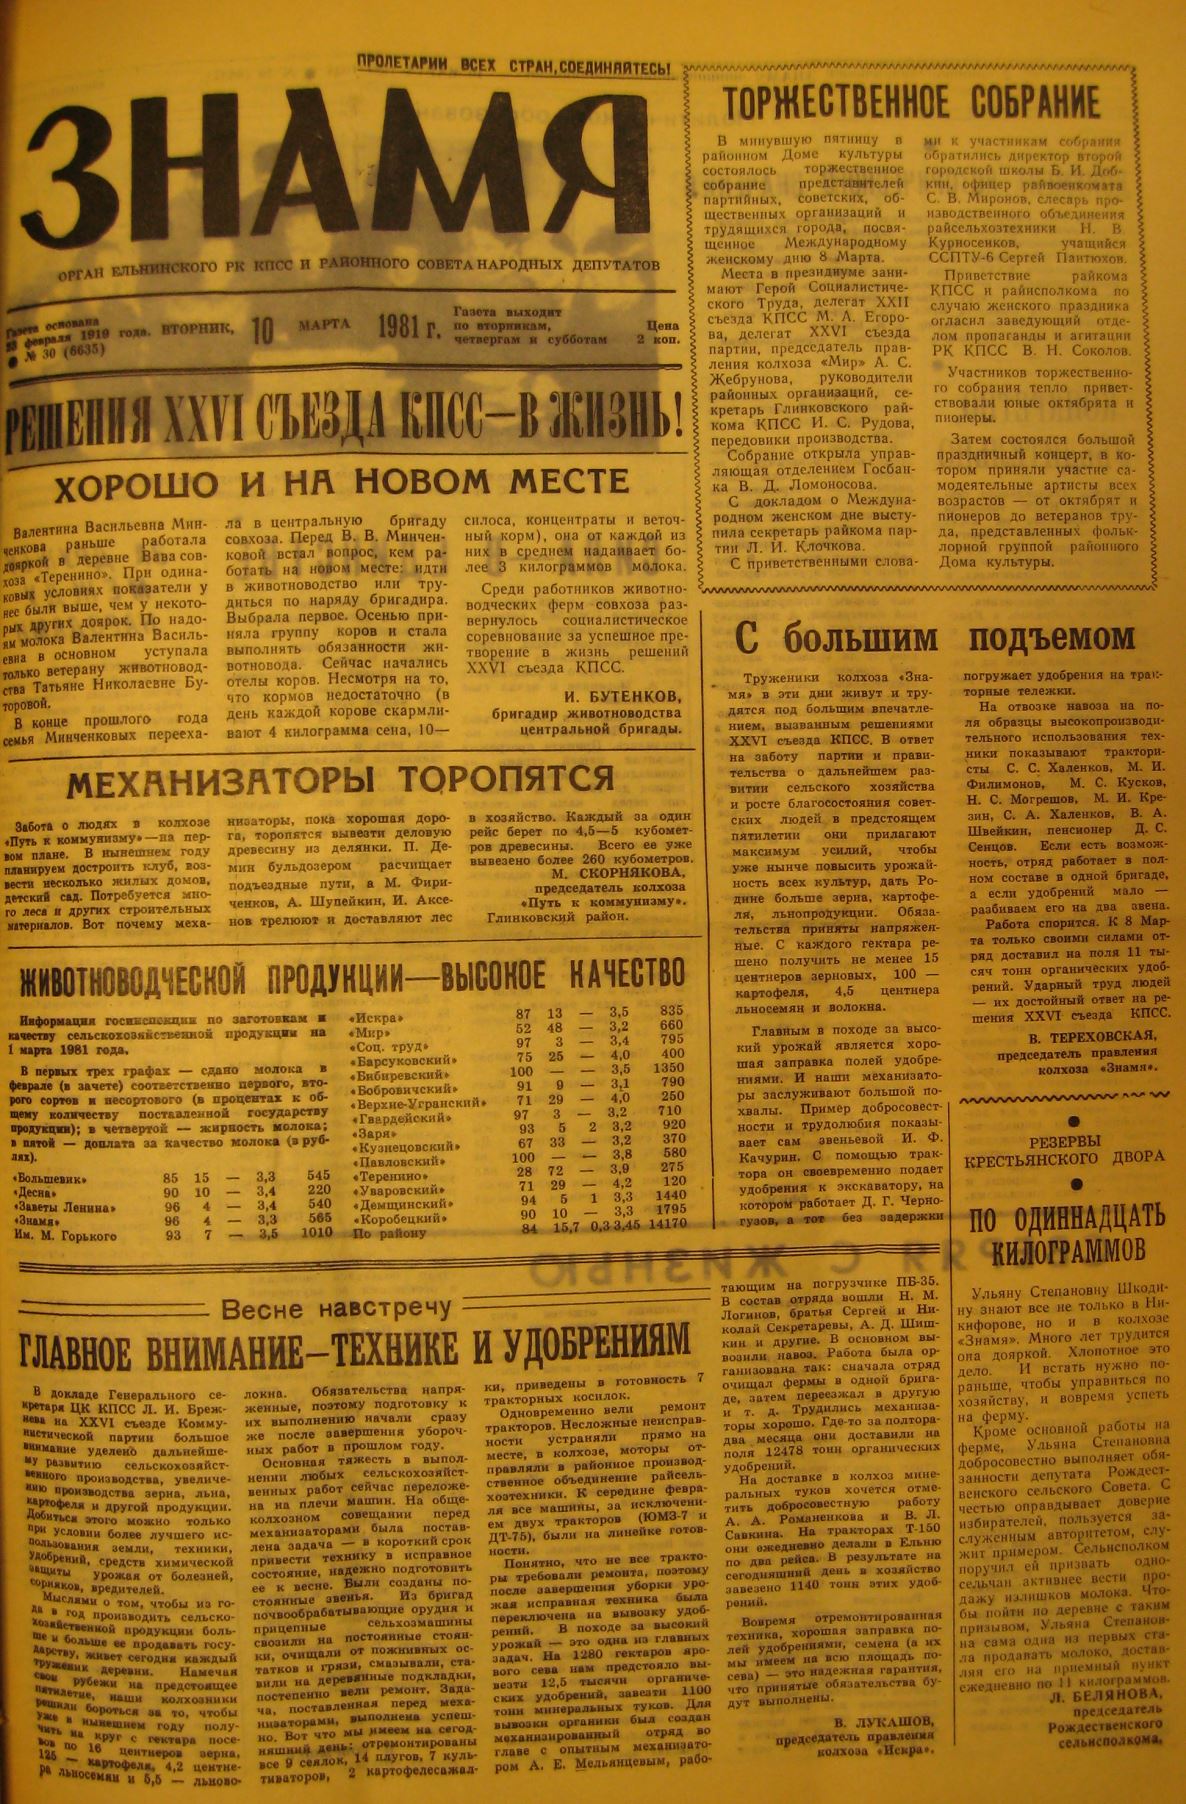 ПРОЛЕТАРИИ ВСЕХ СТРАН, СОЕДИНЯЙТЕСЬ!
ЗНАМЯ
ОРГАН ЕЛЬНИНСКОГО РК КПСС И РАЙОННОГО СОВЕТА НАРОДНЫХ ДЕПУТАТОВ
Газета основана
февраля 1919 года.
№ 30 (6635)
ВТОРНИК, 10 МАРТА 1981 г.
Газета выходит
по вторникам,
четвергам и субботам
Цена
2 коп.
РЕШЕНИЯ XXVI СЪЕЗДА КПСС—В ЖИЗНЬ!
ХОРОШО И НА НОВОМ МЕСТЕ
Валентина Васильевна Мин-
ченкова раньше работала
дояркой в деревне Вава сов-
хоза «Теренино». При одина-
ковых условиях показатели у
нее были выше, чем у некото-
рых других доярок. По надо-
ям молока Валентина Василь-
евна в основном уступала
только ветерану животновод-
ства Татьяне Николаевне Бу-
торовой.
В конце прошлого года
семья Минченковых перееха-
ла в центральную бригаду
совхоза. Перед В. В. Минчен-
ковой встал вопрос, кем ра-
ботать на новом месте: идти
в животноводство или тру-
диться по наряду бригадира.
Выбрала первое. Осенью при-
няла группу коров и стала
выполнять обязанности жи-
вотновода. Сейчас начались
отелы коров. Несмотря на то,
что кормов недостаточно (в
день каждой корове скармли-
вают 4 килограмма сена, 10—
силоса, концентраты и веточ-
ный корм), она от каждой из
них в среднем надаивает бо-
лее 3 килограммов молока.
Среди работников животно-
водческих ферм совхоза раз-
вернулось социалистическое
соревнование за успешное пре-
творение в жизнь решений
XXVI съезда КПСС.
И. БУТЕНКОВ,
бригадир животноводства
центральной бригады.
МЕХАНИЗАТОРЫ ТОРОПЯТСЯ
Забота о людях в колхозе
«Путь к коммунизму»—на пер-
вом плане. В нынешнем году
планируем достроить клуб, воз-
вести несколько жилых домов,
детский сад. Потребуется мно-
го леса и других строительных
материалов. Вот почему меха-
низаторы, пока хорошая доро-
га, торопятся вывезти деловую
древесину из делянки. П. Де-
мин бульдозером расчищает
подъездные пути, а М. Фири-
ченков, А. Шупейкин, И. Аксе-
нов трелюют и доставляют лес
в хозяйство. Каждый за один
рейс берет по 4,5—5 кубомет-
ров древесины. Всего ее уже
вывезено более 260 кубометров.
М. СКОРНЯКОВА,
председатель колхоза
«Путь к коммунизму».
Глинковский район.
ЖИВОТНОВОДЧЕСКОЙ ПРОДУКЦИИ—ВЫСОКОЕ КАЧЕСТВО
Информация госинспекции по заготовкам и
качеству сельскохозяйственной продукции на
1 марта 1981 года.
В первых трех графах — сдано молока в
феврале (в зачете) соответственно первого, вто-
рого сортов и несортового (в процентах к об-
щему количеству поставленной государству
продукции); в четвертой — жирность молока;
в пятой — доплата за качество молока (в руб-
лях).
«Большевик» 85 15 — 3,3 545
«Десна» 90 10 — 3,4 220
«Заветы Ленина» 96 4 — 3,4 540
«Знамя» 96 4 — 3,3 565
Им. М. Горького 93 7 — 3,5 1010
«Искра» 87 13 — 3,5 835
«Мир» 52 48 — 3,2 660
«Соц. труд» 97 3 — 3,4 795
«Барсуковский» 75 25 — 4,0 400
«Бибиревский» 100 — — 3,5 1350
«Бобровичский» 91 9 — 3,1 790
«Верхне-Угранский» 71 29 — 4,0 250
«Гвардейский» 97 3 — 3,2 710
«Заря» 93 5 2 3,2 920
«Кузнецовский» 67 33 — 3,2 370
«Павловский» 100 — — 3,8 580
«Теренино» 28 72 — 3,9 275
«Уваровский» 71 29 — 4,2 120
«Демщинский» 94 5 1 3,3 1440
«Коробецкий» 90 10 — 3,3 1795
По району 84 15,7 0,3 3,45 14170
Весне навстречу
ГЛАВНОЕ ВНИМАНИЕ—ТЕХНИКЕ И УДОБРЕНИЯМ
В докладе Генерального се-
кретаря ЦК КПСС Л. И. Бреж-
нева на XXVI съезде Комму-
нистической партии большое
внимание уделено дальнейше-
му развитию сельскохозяйст-
венного производства, увеличе-
нию производства зерна, льна,
картофеля и другой продукции.
Добиться этого можно только
при условии более лучшего ис-
пользования земли, техники,
удобрений, средств химической
защиты урожая от болезней,
сорняков, вредителей.
Мыслями о том, чтобы из го-
да в год производить сельско-
хозяйственной продукции боль-
ше и больше ее продавать госу-
дарству, живет сегодня каждый
труженик деревни. Намечая
свои рубежи на предстоящее
пятилетие, наши колхозники
решили бороться за то, чтобы
уже в нынешнем году полу-
чить на круг с гектара посе-
вов по 16 центнеров зерна,
125 — картофеля, 4,2 центне-
ра льносемян и 5,5 — льново-
локна. Обязательства напря-
женные, поэтому подготовку к
их выполнению начали сразу
же после завершения убороч-
ных работ в прошлом году.
Основная тяжесть в выпол-
нении любых сельскохозяйст-
венных работ сейчас переложе-
на на плечи машин. На обще-
колхозном совещании перед
механизаторами была постав-
лена задача — в короткий срок
привести технику в исправное
состояние, надежно подготовить
ее к весне. Были созданы по-
стоянные звенья. Из бригад
почвообрабатывающие орудия и
прицепные сельхозмашины
свозили на постоянные стоян-
ки, очищали от пожнивных ос-
татков и грязи, смазывали, ста-
вили на деревянные подкладки,
постепенно вели ремонт. Зада-
ча, поставленная перед меха-
низаторами, выполнена успеш-
но. Вот что мы имеем на сегод-
няшний день: отремонтированы
все 9 сеялок, 14 плугов, 7 куль-
тиваторов, 2 картофелесажал-
ки, приведены в готовность 7
тракторных косилок.
Одновременно вели ремонт
тракторов. Несложные неисправ-
ности устраняли прямо на
месте, в колхозе, моторы от-
правляли в районное производ-
ственное объединение райсель-
хозтехники. К середине февра-
ля все машины, за исключени-
ем двух тракторов (ЮМЗ-7 и
ДТ-75), были на линейке готов-
ности.
Понятно, что не все тракто-
ры требовали ремонта, поэтому
после завершения уборки уро-
жая исправная техника была
переключена на вывозку удоб-
рений. В походе за высокий
урожай — это одна из главных
задач. На 1280 гектаров яро-
вого сева нам предстояло вы-
везти 12,5 тысячи органиче-
ских удобрений, завезти 1100
тонн минеральных туков. Для
вывозки органики был создан
механизированный отряд во
главе с опытным механизато-
ром А. Е. Мельянцевым, рабо-
тающим на погрузчике ПБ-35.
В состав отряда вошли Н. М.
Логинов, братья Сергей и Ни-
колай Секретаревы, А. Д. Шиш-
кин и другие. В основном вы-
возили навоз. Работа была ор-
ганизована так: сначала отряд
очищал фермы в одной брига-
де, затем переезжал в другую
и т. д. Трудились механиза-
торы хорошо. Где-то за полтора-
два месяца они доставили на
поля 12478 тонн органических
удобрений.
На доставке в колхоз мине-
ральных туков хочется отме-
тить добросовестную работу
А. А. Романенкова и В. Л.
Савкина. На тракторах Т-150
они ежедневно делали в Ельню
по два рейса. В результате на
сегодняшний день в хозяйство
завезено 1140 тонн этих удоб-
рений.
Вовремя отремонтированная
техника, хорошая заправка по-
лей удобрениями, семена (а их
мы имеем на всю площадь по-
сева) — это надежная гарантия,
что принятые обязательства бу-
дут выполнены.
В. ЛУКАШОВ,
председатель правления
колхоза «Искра».
ТОРЖЕСТВЕННОЕ СОБРАНИЕ
В минувшую пятницу в
районном Доме культуры
состоялось торжественное
собрание представителей
партийных, советских, об-
щественных организаций и
трудящихся города, посвя-
щенное Международному
женскому дню 8 Марта.
Места в президиуме зани-
мают Герой Социалистиче-
ского Труда, делегат XXII
съезда КПСС М. А. Егоро-
ва, делегат XXVI съезда
партии, председатель прав-
ления колхоза «Мир» А. С.
Жебрунова, руководители
районных организаций, се-
кретарь Глинковского рай-
кома КПСС И. С. Рудова,
передовики производства.
Собрание открыла управ-
ляющая отделением Госбан-
ка В. Д. Ломоносова.
С докладом о Междуна-
родном женском дне высту-
пила секретарь райкома пар-
тии Л. И. Клочкова.
С приветственными слова-
ми к участникам собрания
обратились директор второй
городской школы Б. И. Доб-
кин, офицер райвоенкомата
С. В. Миронов, слесарь про-
изводственного объединения
райсельхозтехники Н. В
Курносенков, учащийся
ССПТУ-6 Сергей Пантюхов.
Приветствие райкома
КПСС и райисполкома по
случаю женского праздника
огласил заведующий отде-
лом пропаганды и агитации
РК КПСС В. Н. Соколов.
Участников торжественно-
го собрания тепло привет-
ствовали юные октябрята и
пионеры.
Затем состоялся большой
праздничный концерт, в ко-
тором приняли участие са-
модеятельные артисты всех
возрастов — от октябрят и
пионеров до ветеранов тру-
да, представленных фольк-
лорной группой районного
Дома культуры.
С большим подъемом
Труженики колхоза «Зна-
мя» в эти дни живут и тру-
дятся под большим впечатле-
нием, вызванным решениями
XXVI съезда КПСС. В ответ
на заботу партии и прави-
тельства о дальнейшем раз-
витии сельского хозяйства
и росте благосостояния совет-
ских людей в предстоящем
пятилетии они прилагают
максимум усилий, чтобы
уже нынче повысить урожай-
ность всех культур, дать Ро-
дине больше зерна, картофе-
ля, льнопродукции. Обяза-
тельства приняты напряжен-
ные. С каждого гектара ре-
шено получить не менее 15
центнеров зерновых, 100 —
картофеля, 4,5 центнера
льносемян и волокна.
Главным в походе за высо-
кий урожай является хоро-
шая заправка полей удобре-
ниями. И наши механизато-
ры заслуживают большой по-
хвалы. Пример добросовест-
ности и трудолюбия показы-
вает сам звеньевой И. Ф.
Качурин. С помощью трак-
тора он своевременно подает
удобрения к экскаватору, на
котором работает Д. Г. Черно-
гузов, а тот без задержки
погружает удобрения на трак-
торные тележки.
На отвозке навоза на по-
ля образцы высокопроизводи-
тельного использования тех-
ники показывают трактори-
сты С. С. Халенков, М. И.
Филимонов, М. С. Кусков,
Н. С. Могрешов, М. И. Кре-
зин, С. А. Халенков, В. А.
Швейкин, пенсионер Д. С.
Сенцов. Если есть возмож-
ность, отряд работает в пол-
ном составе в одной бригаде,
а если удобрений мало —
разбиваем его на два звена.
Работа спорится. К 8 Мар-
та только своими силами от-
ряд доставил на поля 11 ты-
сяч тонн органических удоб-
рений. Ударный труд людей
— их достойный ответ на ре-
шения XXVI съезда КПСС.
В. ТЕРЕХОВСКАЯ,
председатель правления
колхоза «Знамя».
РЕЗЕРВЫ
КРЕСТЬЯНСКОГО ДВОРА
ПО ОДИННАДЦАТЬ
КИЛОГРАММОВ
Ульяну Степановну Шкоди-
ну знают все не только в Ни-
кифорове, но и в колхозе
«Знамя». Много лет трудится
она дояркой. Хлопотное это
дело. И встать нужно по-
раньше, чтобы управиться по
хозяйству, и вовремя успеть
на ферму.
Кроме основной работы на
ферме, Ульяна Степановна
добросовестно выполняет обя-
занности депутата Рождест-
венского сельского Совета. С
честью оправдывает доверие
избирателей, пользуется за-
служенным авторитетом, слу-
жит примером. Сельисполком
поручил ей призвать одно-
сельчан активнее вести про-
дажу излишков молока. Что-
бы пойти по деревне с таким
призывом, Ульяна Степанов-
на сама одна из первых ста-
ла продавать молоко, достав-
ляя его на приемный пункт
ежедневно по 11 килограммов.
Л. БЕЛЯНОВА,
председатель
Рождественского
сельисполкома.